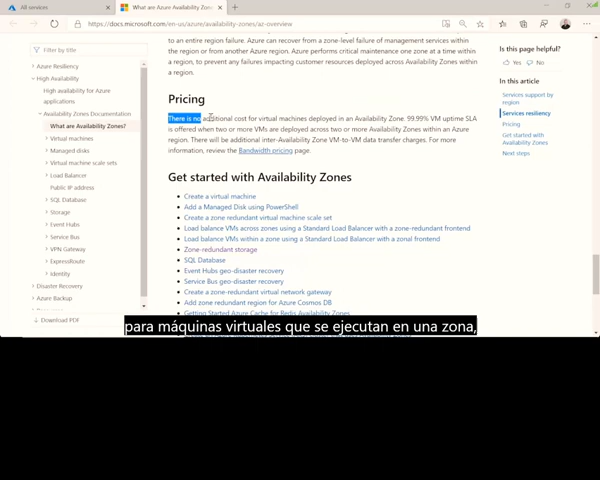 All services
What are Azure Availability Zon
https://docs.microsoft.com/en-us/azure/availability-zones/az-overview
Filter by title
Azure Resiliency
High Availability
High availability for Azure
applications
Availability Zones Documentation
What are Availability Zones?
Virtual machines
Managed disks
Virtual machine scale sets
Load Balancer
Public IP address
SQL Database
Storage
Event Hubs
Service Bus
VPN Gateway
ExpressRoute
Identity
Disaster Recovery
Azure Backup
Download PDF
to an entire region failure. Azure can recover from a zone-level failure of management services within
the region or from another Azure region. Azure performs critical maintenance one zone at a time within
a region, to prevent any failures impacting customer resources deployed across Availability Zones within
a region.
Pricing
There is no additional cost for virtual machines deployed in an Availability Zone. 99.99% VM uptime SLA
is offered when two or more VMs are deployed across two or more Availability Zones within an Azure
region. There will be additional inter-Availability Zone VM-to-VM data transfer charges. For more
information, review the Bandwidth pricing page.
Get started with Availability Zones
Create a virtual machine
Add a Managed Disk using PowerShell
Create a zone redundant virtual machine scale set
Load balance VMs across zones using a Standard Load Balancer with a zone-redundant frontend
Load balance VMs within a zone using a Standard Load Balancer with a zonal frontend
Zone-redundant storage
SQL Database
Event Hubs geo-disaster recovery
Service Bus geo-disaster recovery
Create a zone-redundant virtual network gateway
Add zone redundant region for Azure Cosmos DB
Getting Started Azure Cache for Redis Availability Zones
Is this page helpful?
Yes
No
In this article
Services support by
region
Services resiliency
Pricing
Get started with
Availability Zones
Next steps
para máquinas virtuales que se ejecutan en una zona,